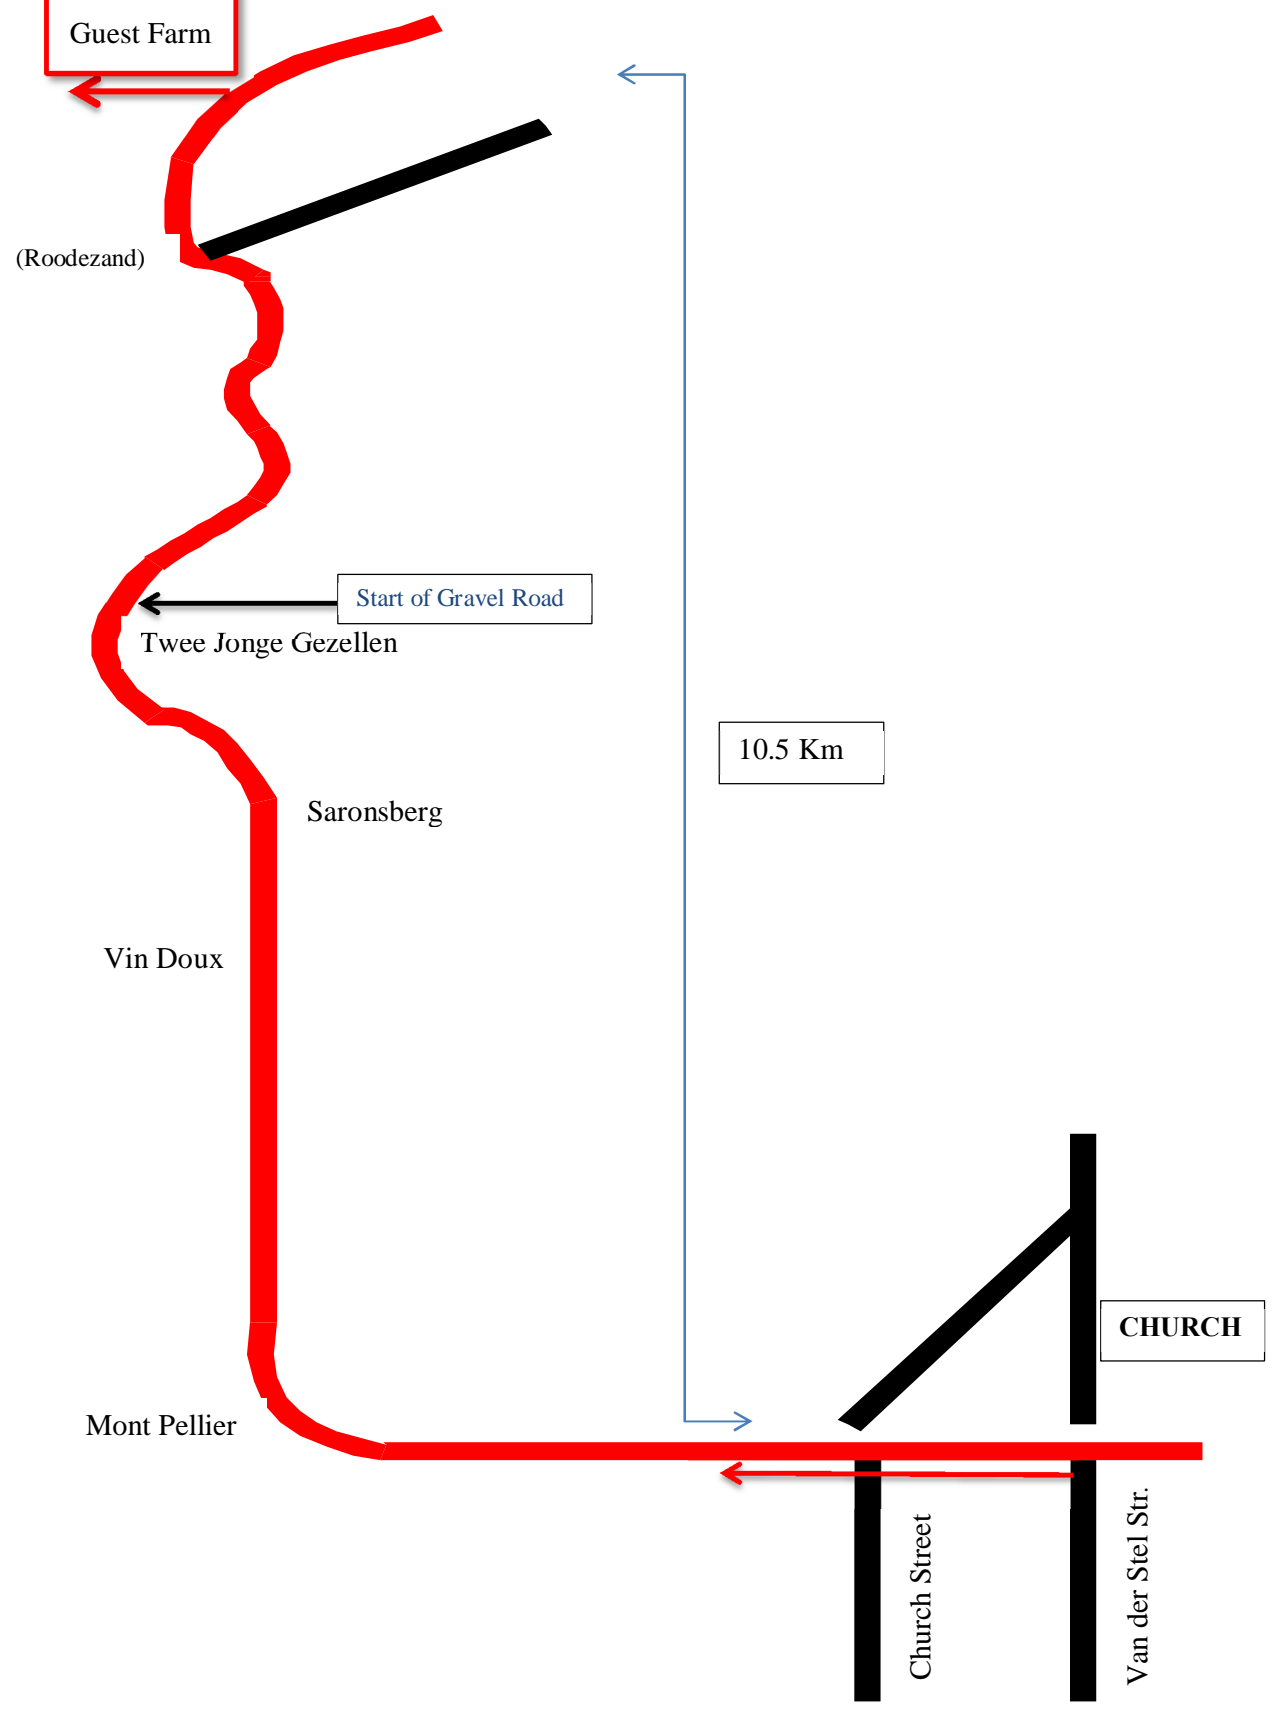 Guest Farm
(Roodezand)
Start of Gravel Road
Twee Jonge Gezellen
10.5 Km
Saronsberg
Vin Doux
CHURCH
Mont Pellier
Church Street
Van der Stel Str.